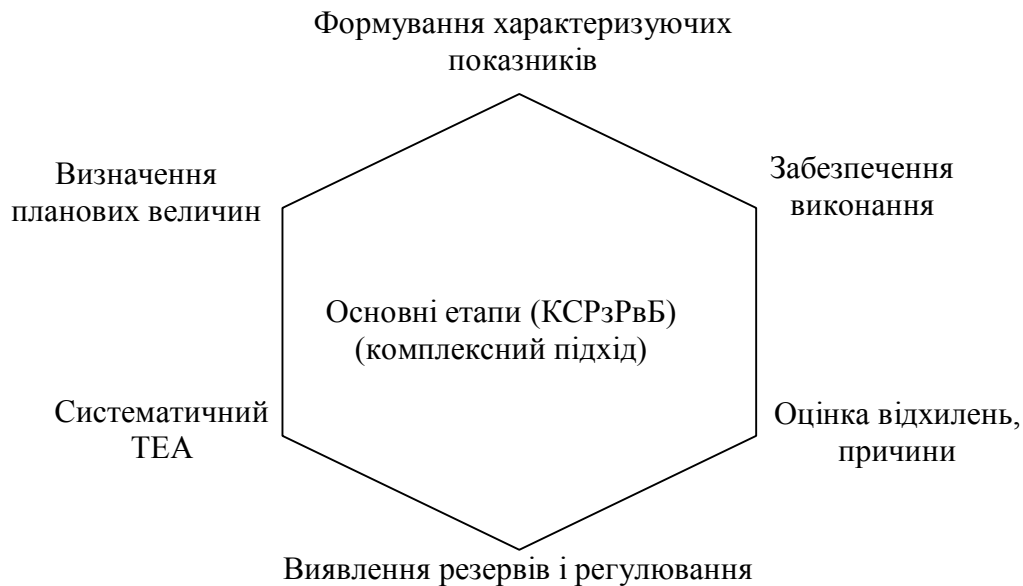 Формування характеризуючих
показників
Визначення
планових величин
Забезпечення
виконання
Основні етапи (КСРзРвБ)
(комплексний підхід)
Систематичний
ТЕА
Оцінка відхилень,
причини
Виявлення резервів і регулювання